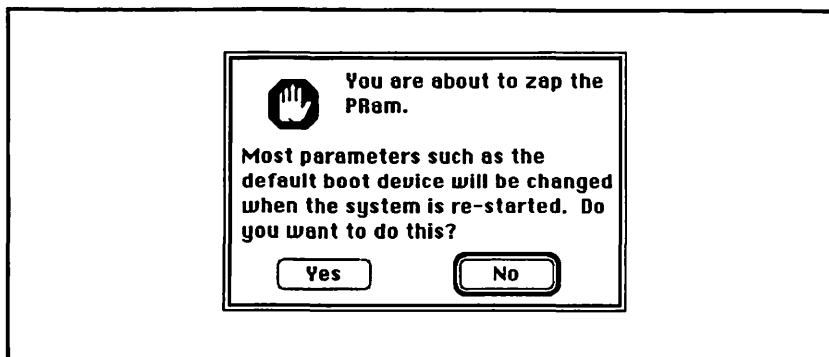 You are about to zap the
PRam.
Most parameters such as the
default boot device will be changed
when the system is re-started.  Do
you want to do this?
Yes
No